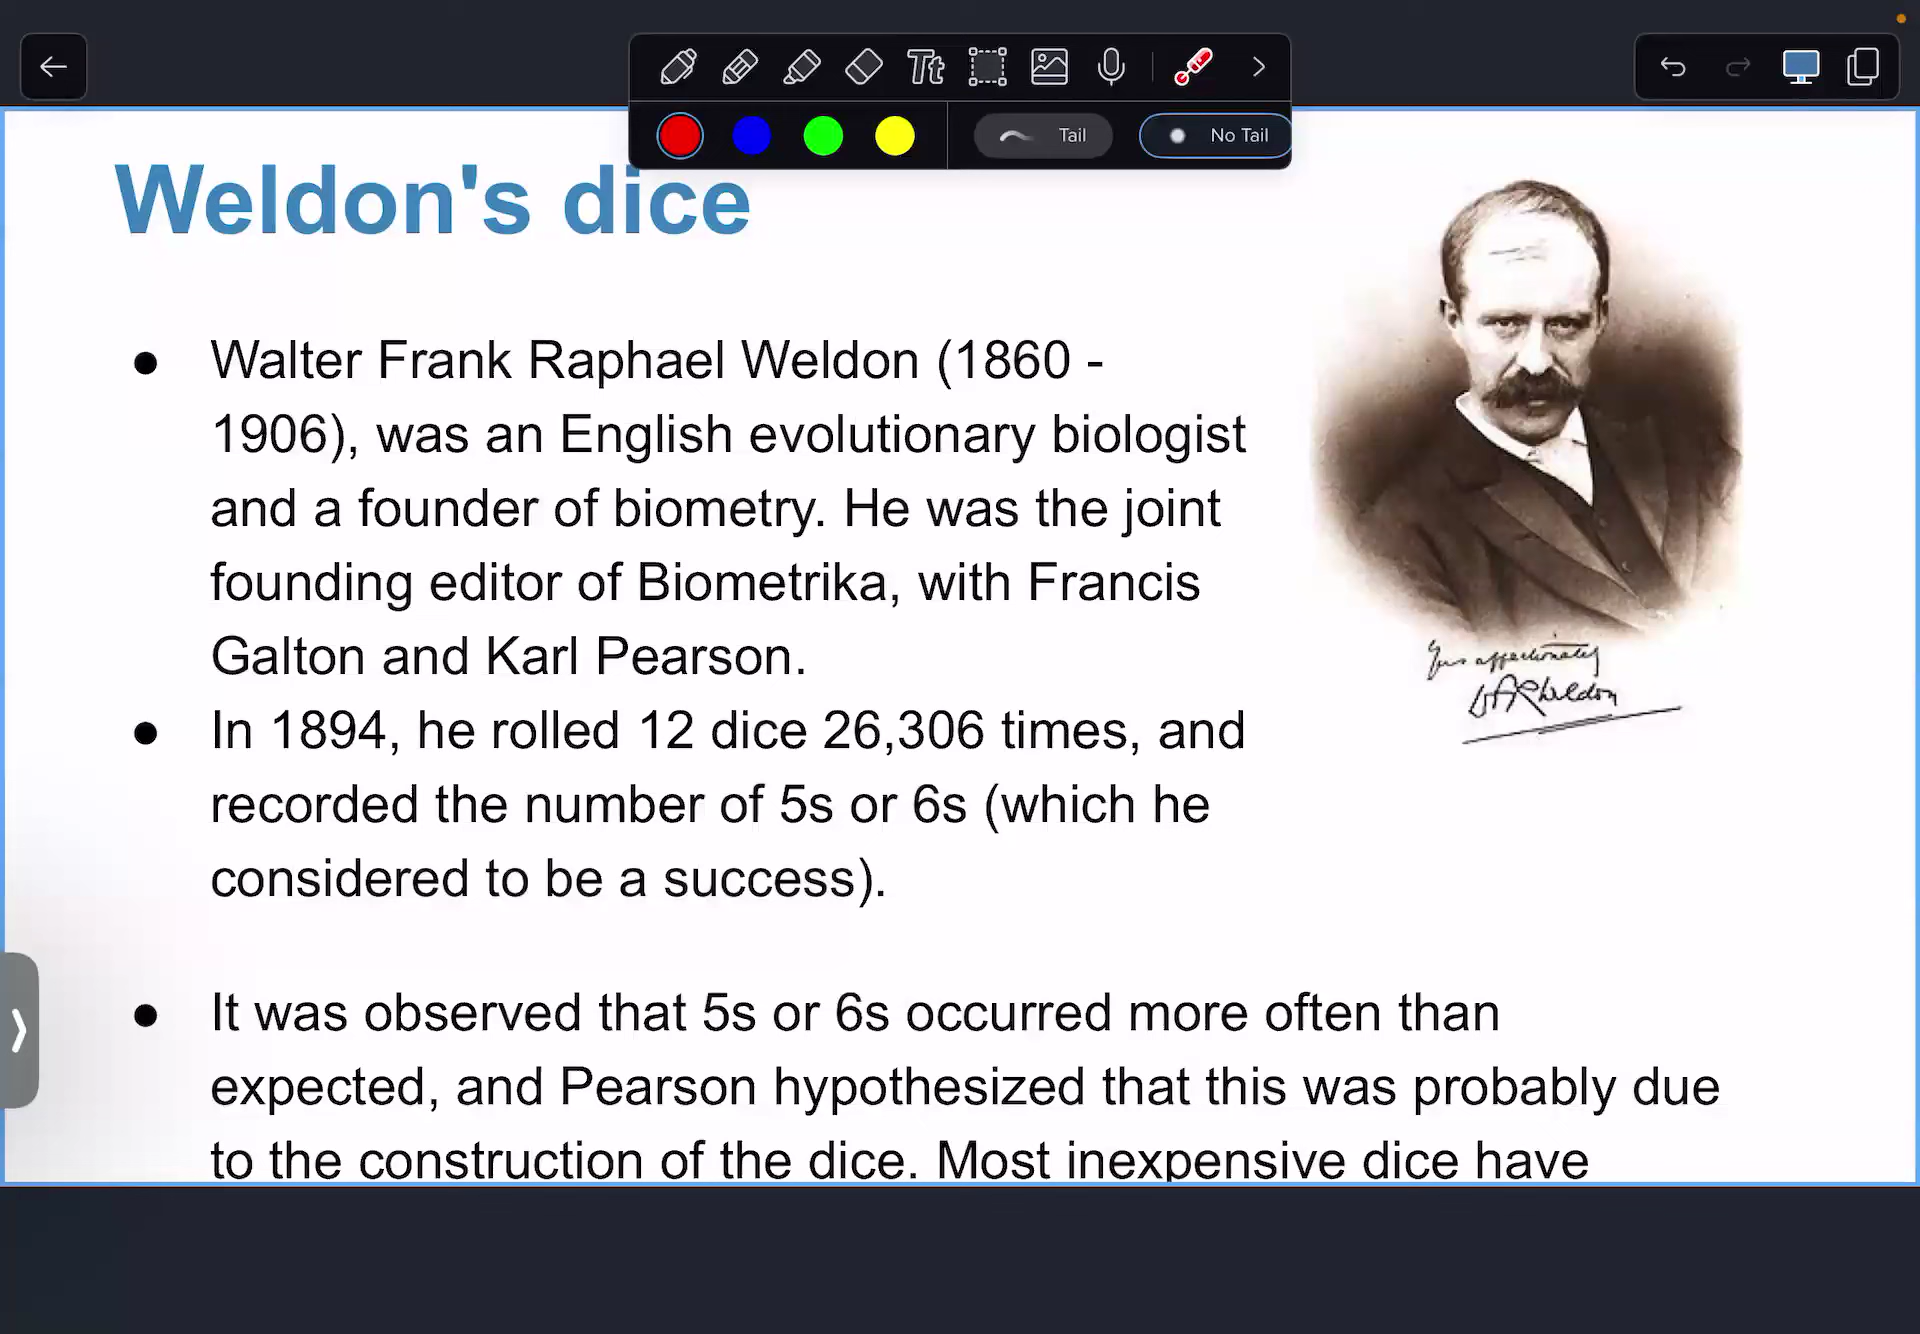 Tt
Tail
No Tail
Weldon's dice
● Walter Frank Raphael Weldon (1860 -
1906), was an English evolutionary biologist
and a founder of biometry. He was the joint
founding editor of Biometrika, with Francis
Galton and Karl Pearson.
● In 1894, he rolled 12 dice 26,306 times, and
recorded the number of 5s or 6s (which he
considered to be a success).
● It was observed that 5s or 6s occurred more often than
expected, and Pearson hypothesized that this was probably due
to the construction of the dice. Most inexpensive dice have
Yours affectionately
WFRWeldon